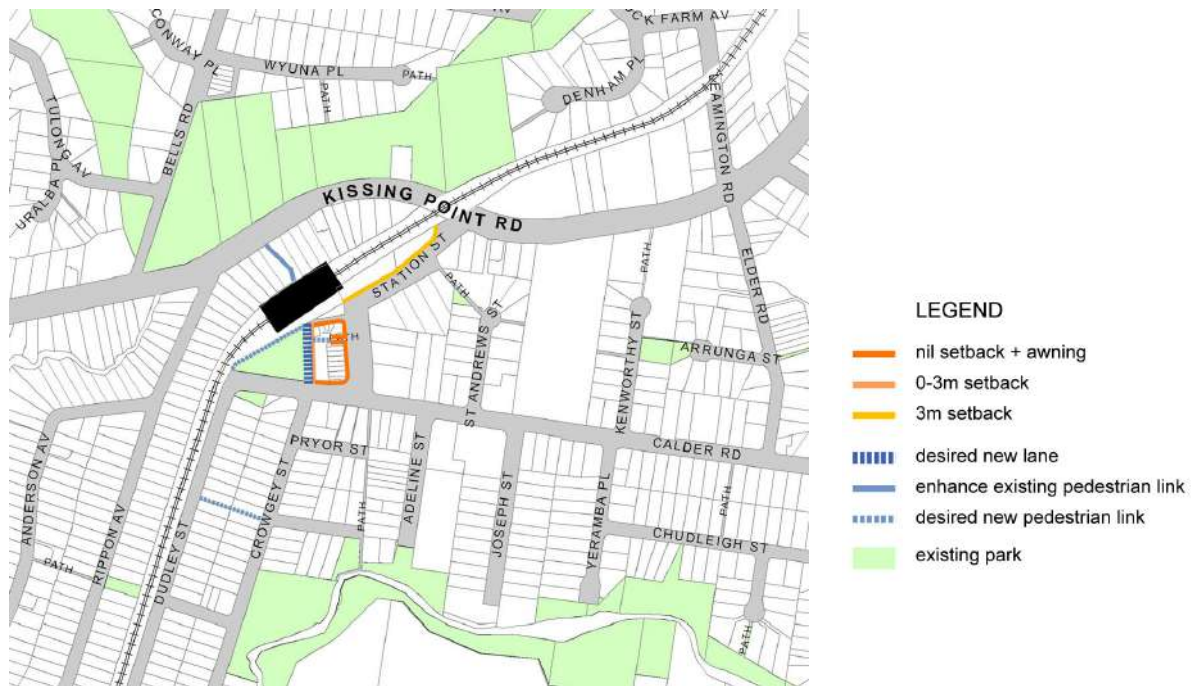 CONWAY PL
WYUNA PL
PATH
PATH
K FARM AV
DENHAM PL
LEAMINGTON RD
TULONG AV
BELLS RD
URALBA PL
KISSING POINT RD
STATION ST
PATH
PATH
ELDER RD
ST ANDREWS ST
KENWORTHY ST
ARRUNGA ST
ANDERSON AV
RIPPON AV
DUDLEY ST
CROWGEY ST
PRYOR ST
PATH
ADELINE ST
JOSEPH ST
YERAMBA PL
CALDER RD
PATH
CHUDLEIGH ST
PATH
PATH
LEGEND
nil setback + awning
0-3m setback
3m setback
desired new lane
enhance existing pedestrian link
desired new pedestrian link
existing park